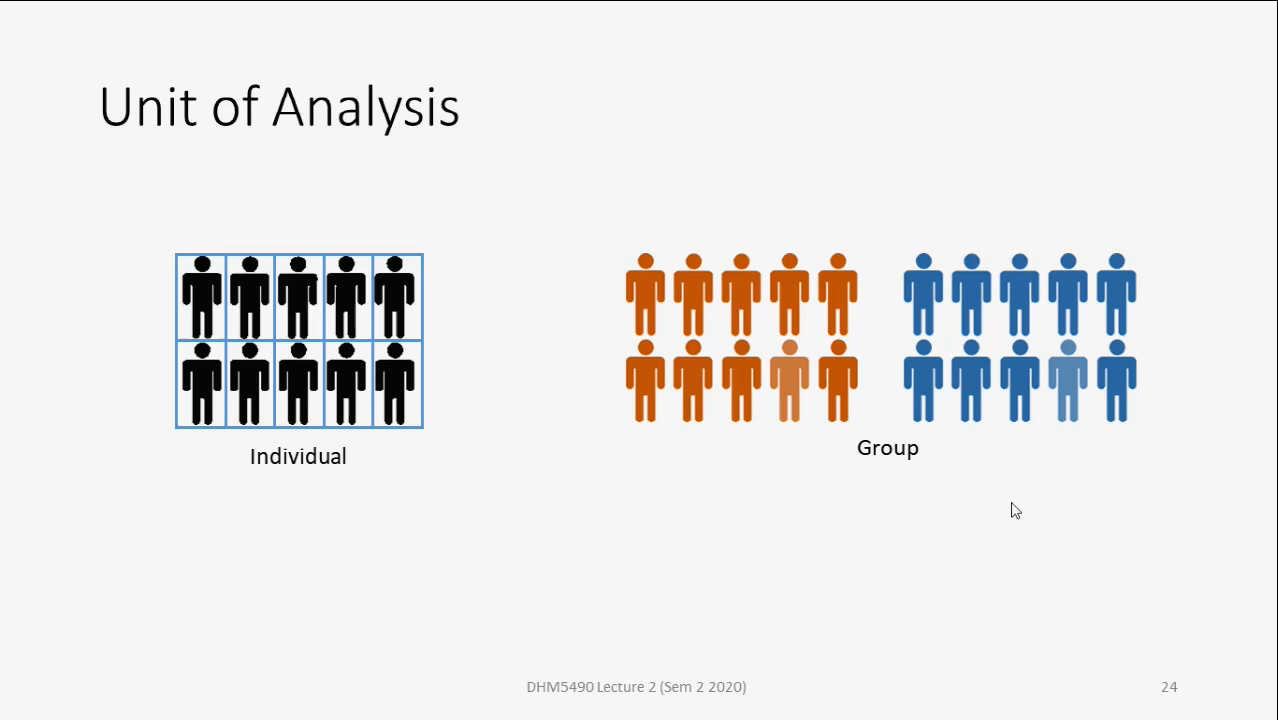 Unit of Analysis
Individual
Group
DHM5490 Lecture 2 (Sem 2 2020)
24